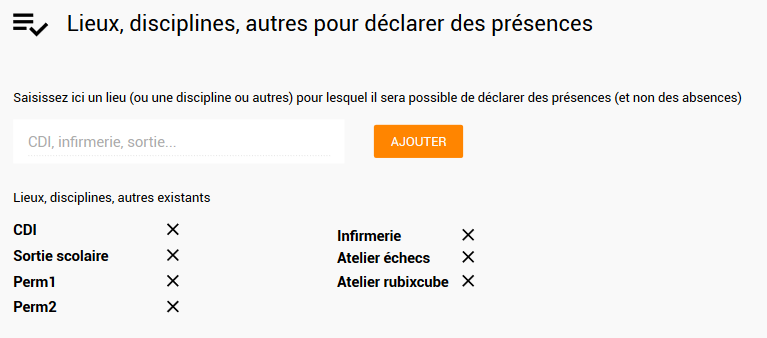 Lieux, disciplines, autres pour déclarer des présences
Saisissez ici un lieu (ou une discipline ou autres) pour lesquel il sera possible de déclarer des présences (et non des absences)
CDI, infirmerie, sortie...
AJOUTER
Lieux, disciplines, autres existants
CDI
Sortie scolaire
Perm1
Perm2
Infirmerie
Atelier échecs
Atelier rubixcube